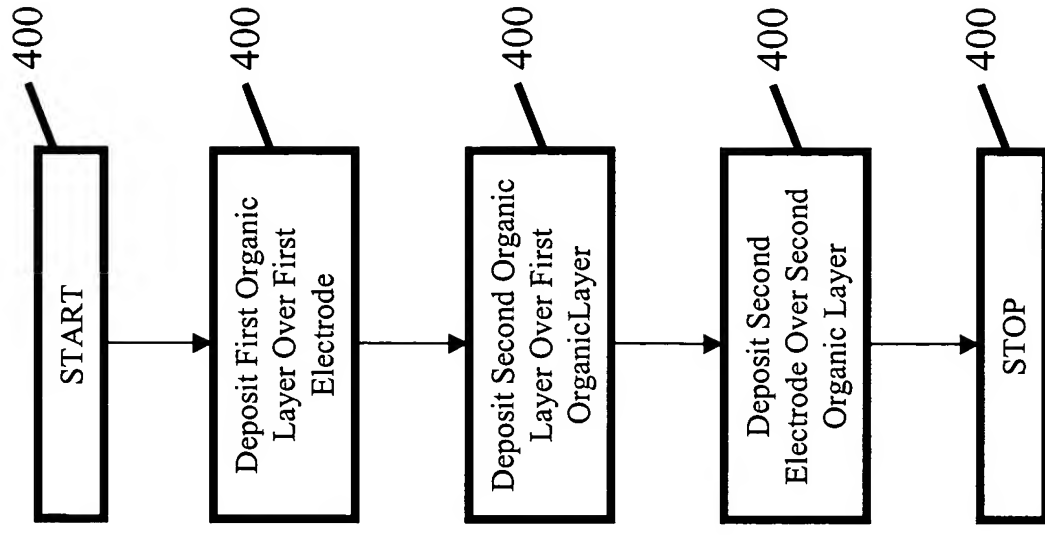 START
400
Deposit First Organic
Layer Over First
Electrode
400
Deposit Second Organic
Layer Over First
OrganicLayer
400
Deposit Second
Electrode Over Second
Organic Layer
400
STOP
400